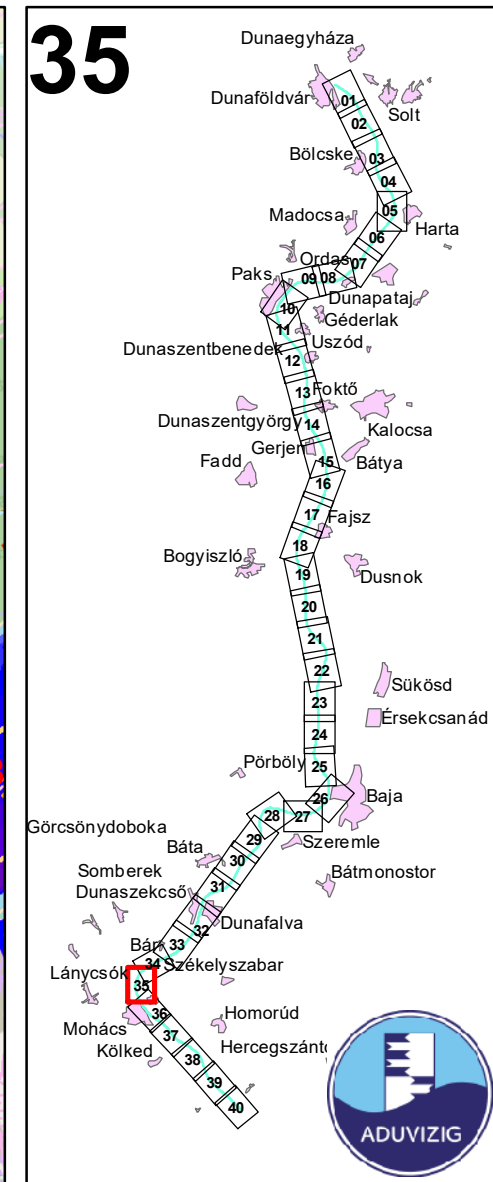 35
Dunaegyháza
Dunaföldvár
01
Solt
02
Bölcske
03
04
Madocsa
05
Harta
06
Ordas
07
Paks
09
08
Dunapataj
10
Géderlak
11
Uszód
Dunaszentbenedek
12
13
Foktő
Dunaszentgyörgy
14
Kalocsa
Gerjen
15
Bátya
Fadd
16
17
Fajsz
18
Bogyiszló
19
Dusnok
20
21
22
Sükösd
23
Érsekcsanád
24
Pörböly
25
26
Baja
28
27
Görcsönydoboka
29
Szeremle
Báta
30
Somberek
31
Bátmonostor
Dunaszekcső
Dunafalva
32
Bár
33
34
Székelyszabar
Lánycsók
35
36
Homorúd
Mohács
37
Kölked
38
Hercegszántó
39
40
ADUVIZIG